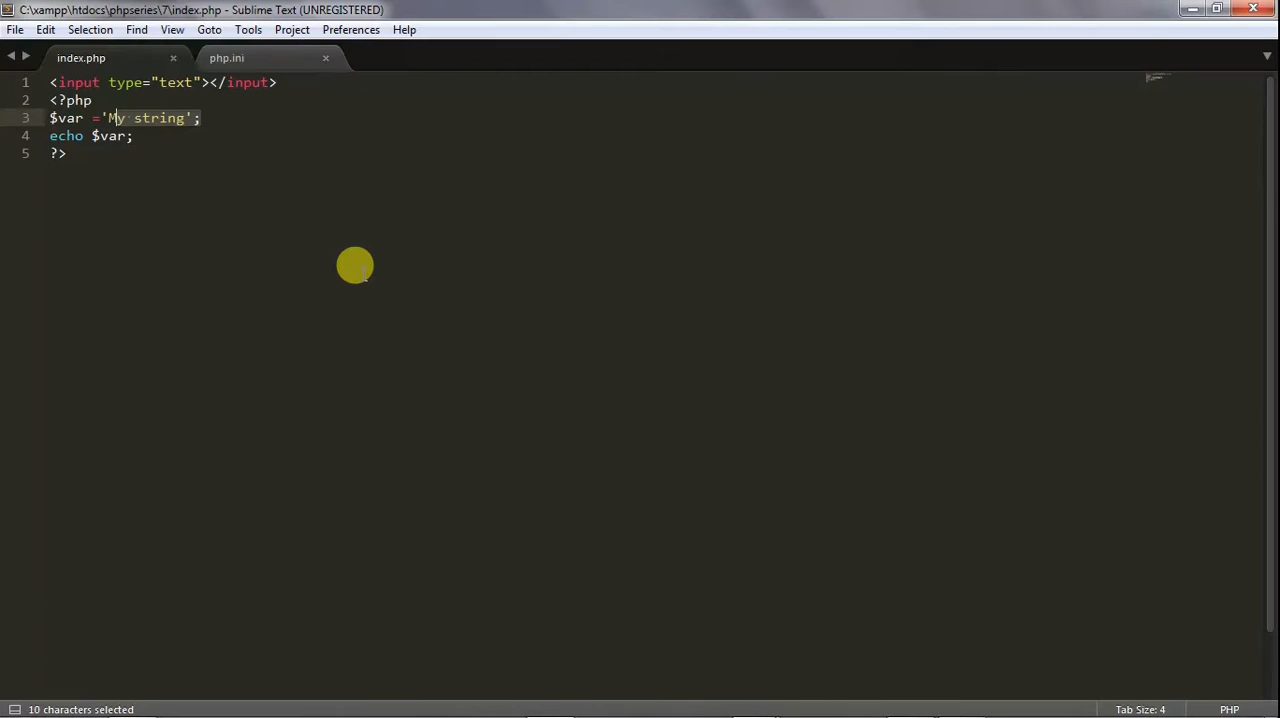 C:\xampp\htdocs\phpseries\7\index.php - Sublime Text (UNREGISTERED)
File Edit Selection Find View Goto Tools Project Preferences Help
index.php × php.ini ×
1 <input type="text"></input>
2 <?php
3 $var ='My string';
4 echo $var;
5 ?>
10 characters selected Tab Size: 4 PHP